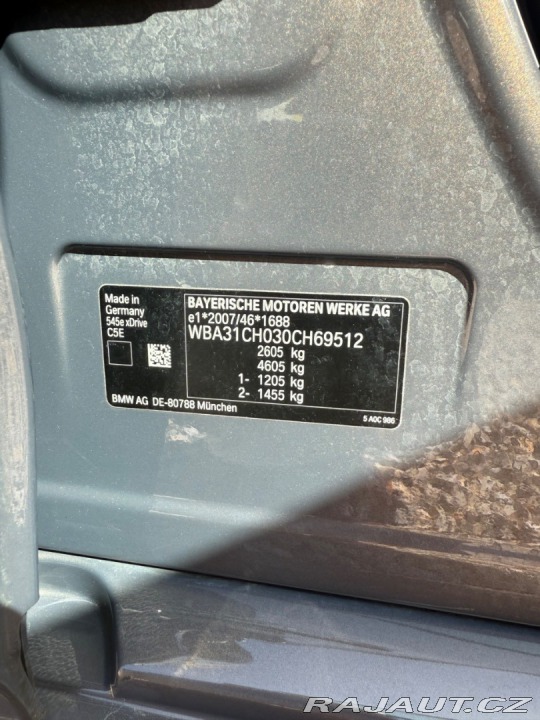 Made in
Germany
545e xDrive
C5E
BAYERISCHE MOTOREN WERKE AG
e1*2007/46*1688
WBA31CH030CH69512
2605 kg
4605 kg
1- 1205 kg
2- 1455 kg
BMW AG DE-80788 München
5 A0C 986
RAJAUT.CZ